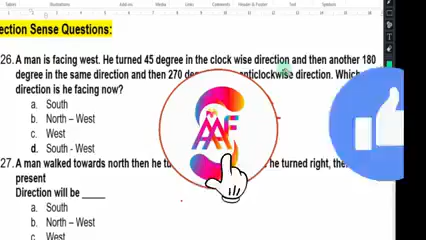 Tables Illustrations Add-ins Media Links Comments Header & Footer Text
ection Sense Questions:
26. A man is facing west. He turned 45 degree in the clock wise direction and then another 180
degree in the same direction and then 270 de anticlockwise direction. Which
direction is he facing now?
a. South
b. North – West
c. West
d. South - West
MAAF
27. A man walked towards north then he tu he turned right, the
present
Direction will be _____
a. South
b. North – West
c. West